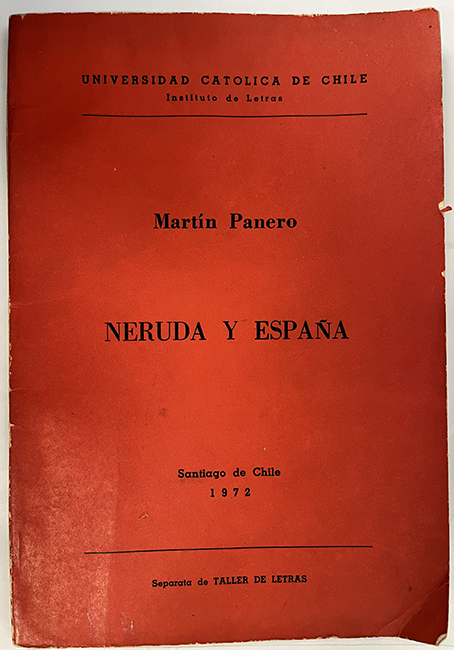 UNIVERSIDAD CATOLICA DE CHILE
Instituto de Letras
Martín Panero
NERUDA Y ESPAÑA
Santiago de Chile
1972
Separata de TALLER DE LETRAS